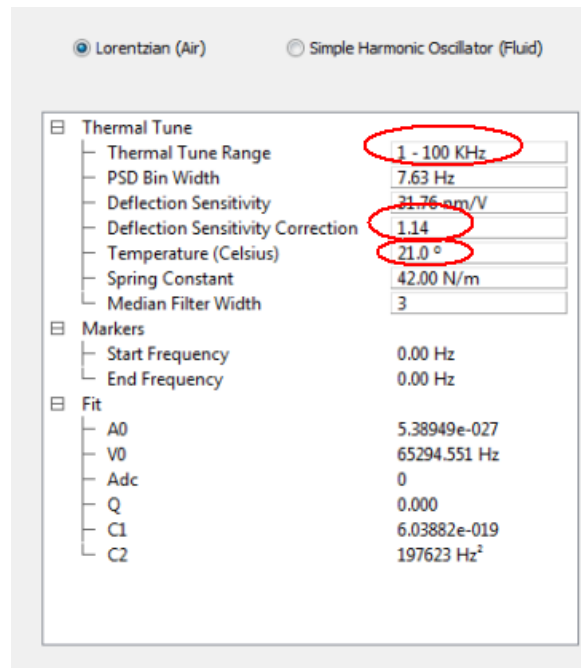 Lorentzian (Air) Simple Harmonic Oscillator (Fluid)
Thermal Tune
Thermal Tune Range 1 - 100 KHz
PSD Bin Width 7.63 Hz
Deflection Sensitivity 31.76 nm/V
Deflection Sensitivity Correction 1.14
Temperature (Celsius) 21.0 º
Spring Constant 42.00 N/m
Median Filter Width 3
Markers
Start Frequency 0.00 Hz
End Frequency 0.00 Hz
Fit
A0 5.38949e-027
V0 65294.551 Hz
Adc 0
Q 0.000
C1 6.03882e-019
C2 197623 Hz²